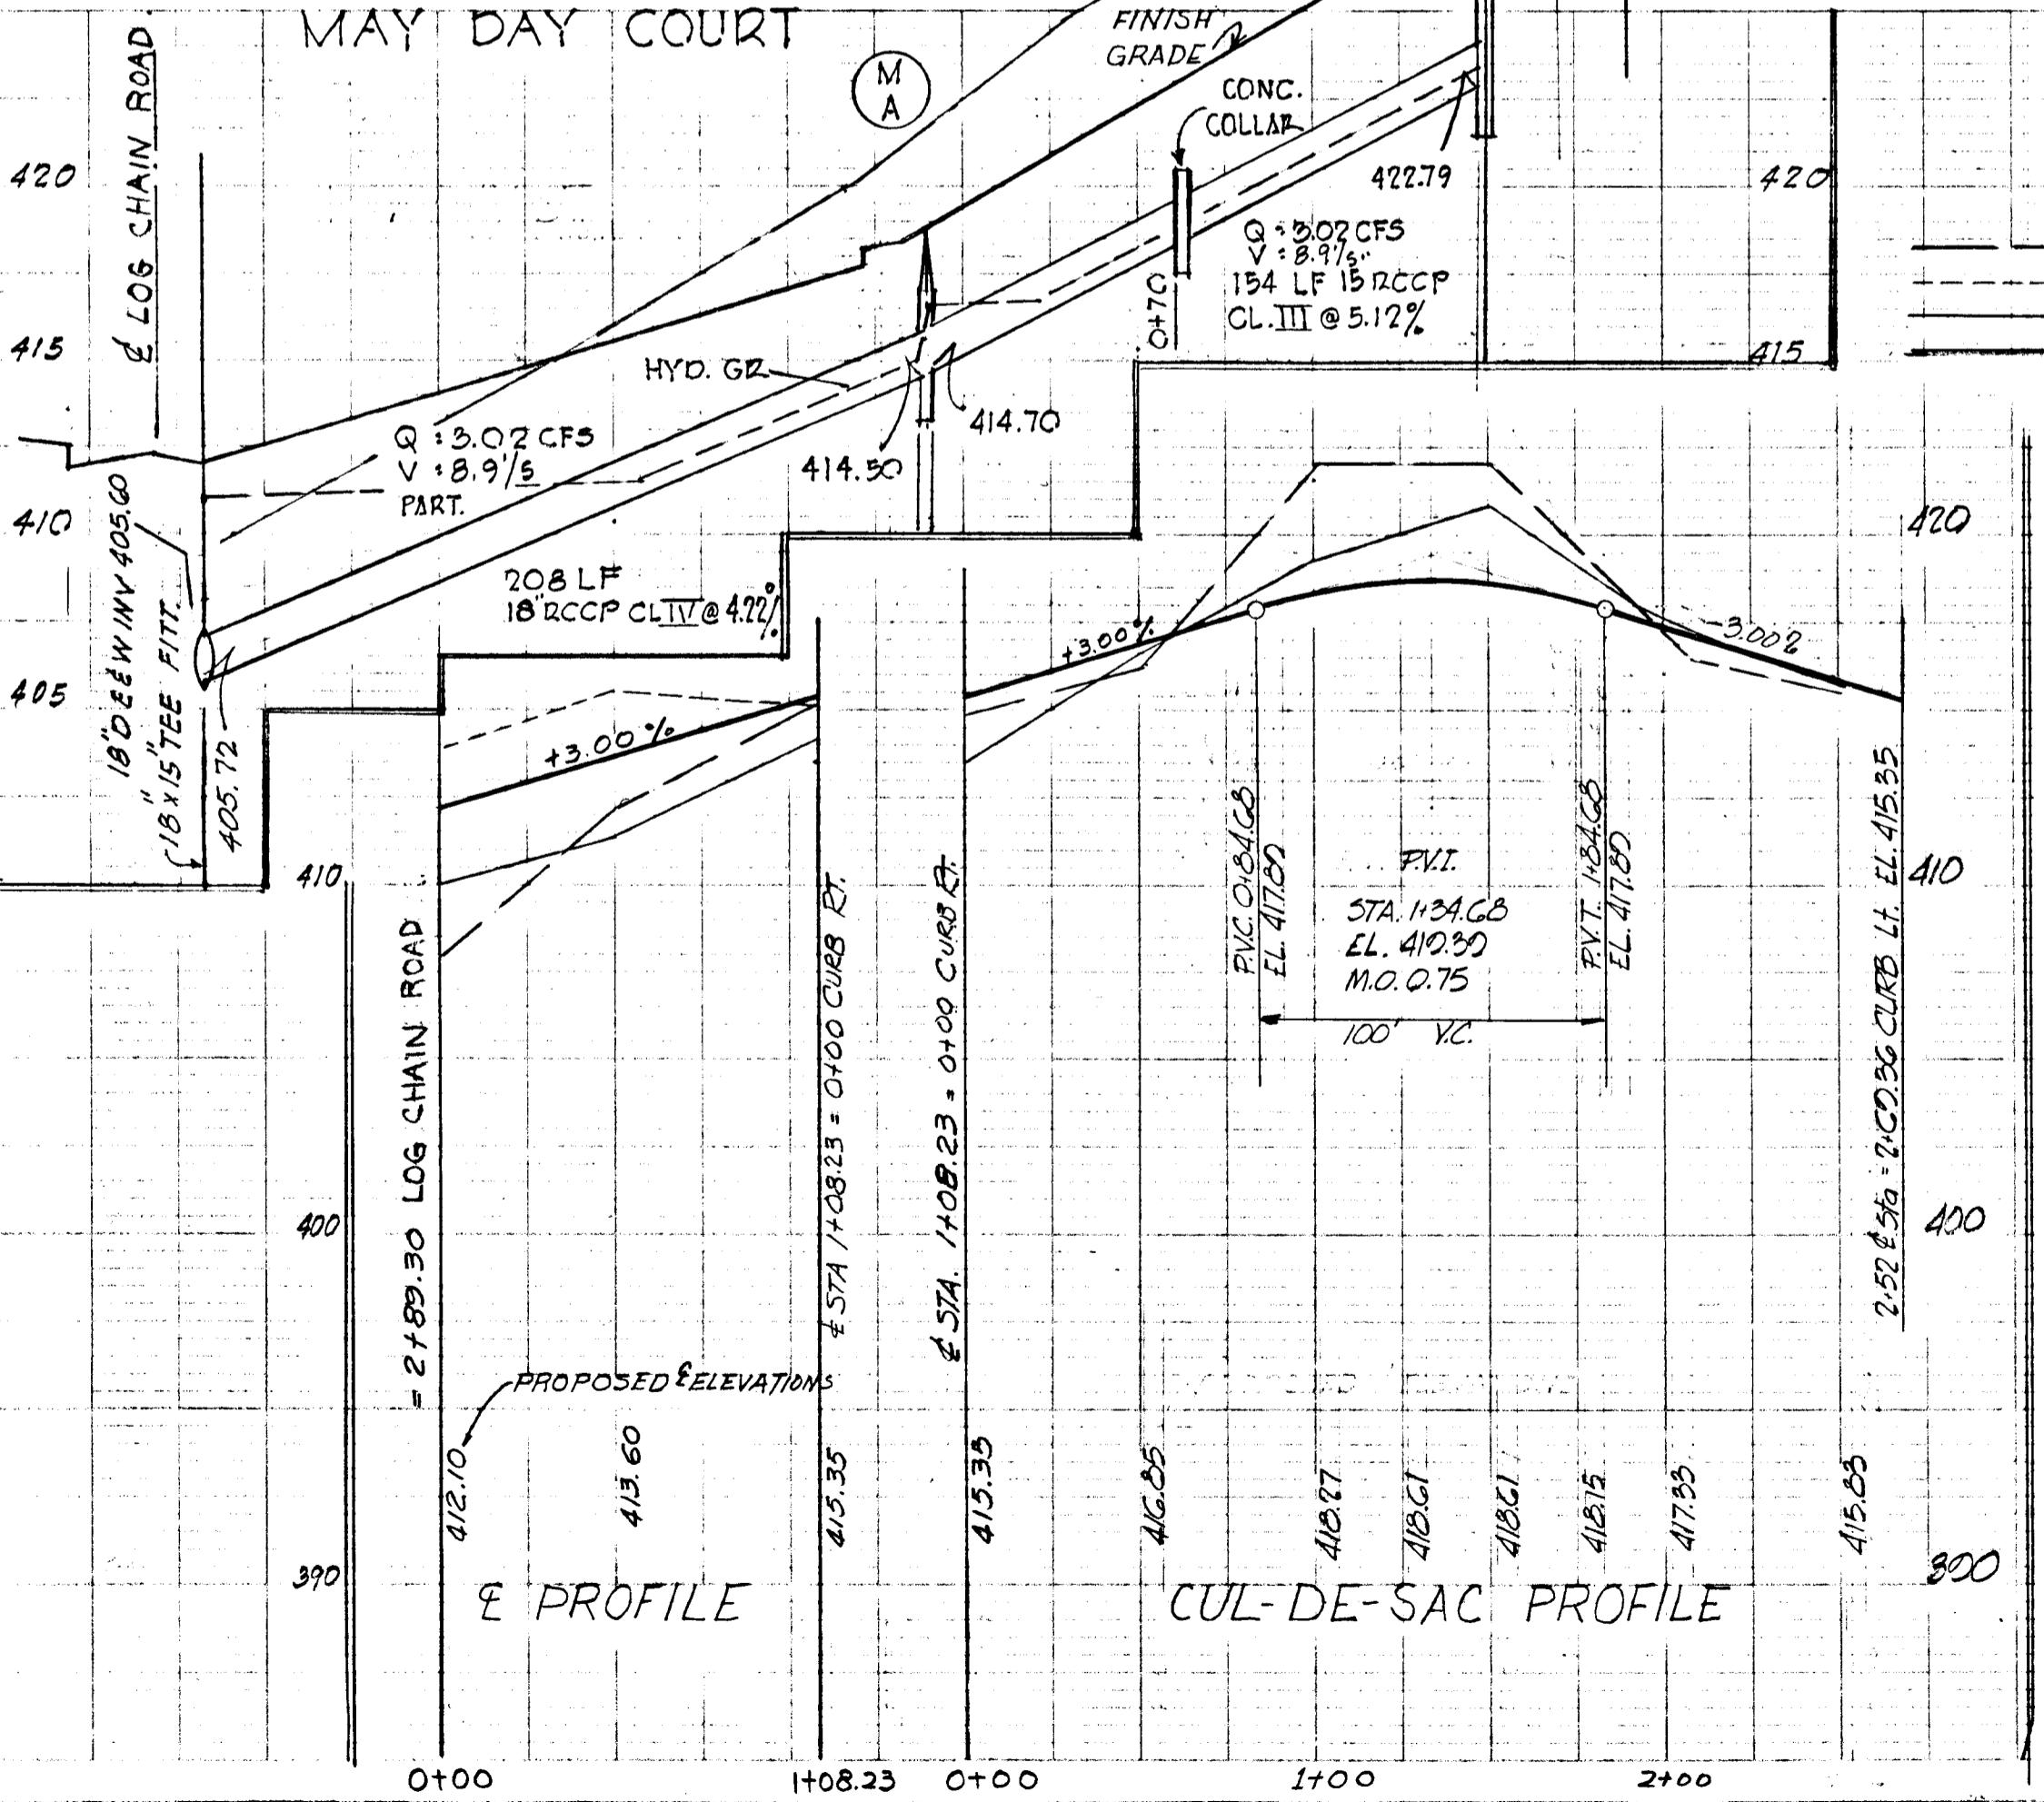 MAY DAY COURT
℄ LOG CHAIN ROAD
M
A
FINISH
GRADE
CONC.
COLLAR
422.79
420
420
Q : 3.02 CFS
V : 8.9'/s
154 LF 15" RCCP
CL. III @ 5.12%
0+70
415
415
HYD. GR.
414.70
414.50
Q : 3.02 CFS
V : 8.9'/s
PART.
410
18" D E E W INV 405.60
18" x 15" TEE FITT.
405.72
208 LF
18" RCCP CL IV @ 4.22%
405
420
+3.00%
+3.00%
-3.00%
P.V.C. 0+84.68
EL. 417.89
P.V.I.
STA. 1+34.68
EL. 419.39
M.O. 0.75
P.V.T. 1+84.68
EL. 417.89
100' V.C.
410
410
= 2+89.30 LOG CHAIN ROAD
℄ STA 1+08.23 = 0+00 CURB RT.
℄ STA. 1+08.23 = 0+00 CURB RT.
2+52 ℄ Sta = 2+69.36 CURB Lt. EL. 415.35
400
400
PROPOSED ℄ ELEVATIONS
412.10
413.60
415.35
415.35
416.85
418.27
418.61
418.61
418.15
417.33
415.83
390
390
℄ PROFILE
CUL-DE-SAC PROFILE
0+00
1+08.23
0+00
1+00
2+00